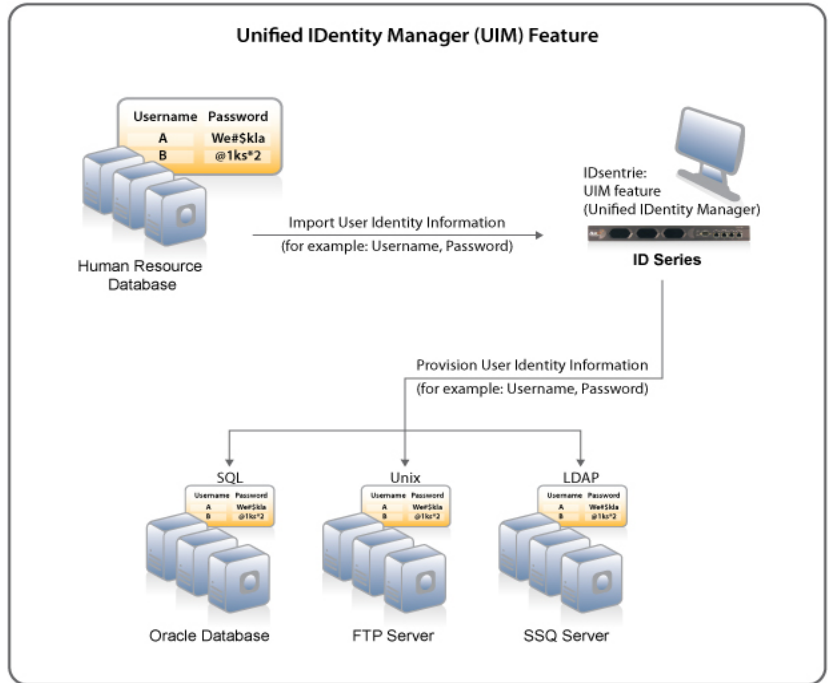 Unified IDentity Manager (UIM) Feature
Username Password
A We#$kla
B @1ks*2
Human Resource
Database
Import User Identity Information
(for example: Username, Password)
IDsentrie:
UIM feature
(Unified IDentity Manager)
ID Series
Provision User Identity Information
(for example: Username, Password)
SQL
Username Password
A We#$kla
B @1ks*2
Oracle Database
Unix
Username Password
A We#$kla
B @1ks*2
FTP Server
LDAP
Username Password
A We#$kla
B @1ks*2
SSQ Server